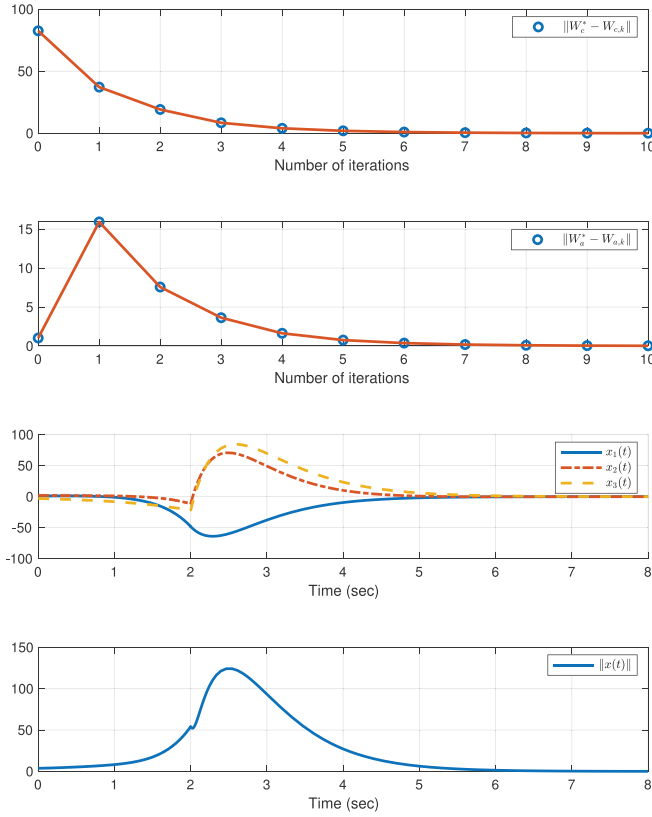 100
50
0
‖W_c^* − W_{c,k}‖
0 1 2 3 4 5 6 7 8 9 10
Number of iterations
15
10
5
0
‖W_a^* − W_{a,k}‖
0 1 2 3 4 5 6 7 8 9 10
Number of iterations
100
50
0
-50
-100
x_1(t)
x_2(t)
x_3(t)
0 1 2 3 4 5 6 7 8
Time (sec)
150
100
50
0
‖x(t)‖
0 1 2 3 4 5 6 7 8
Time (sec)